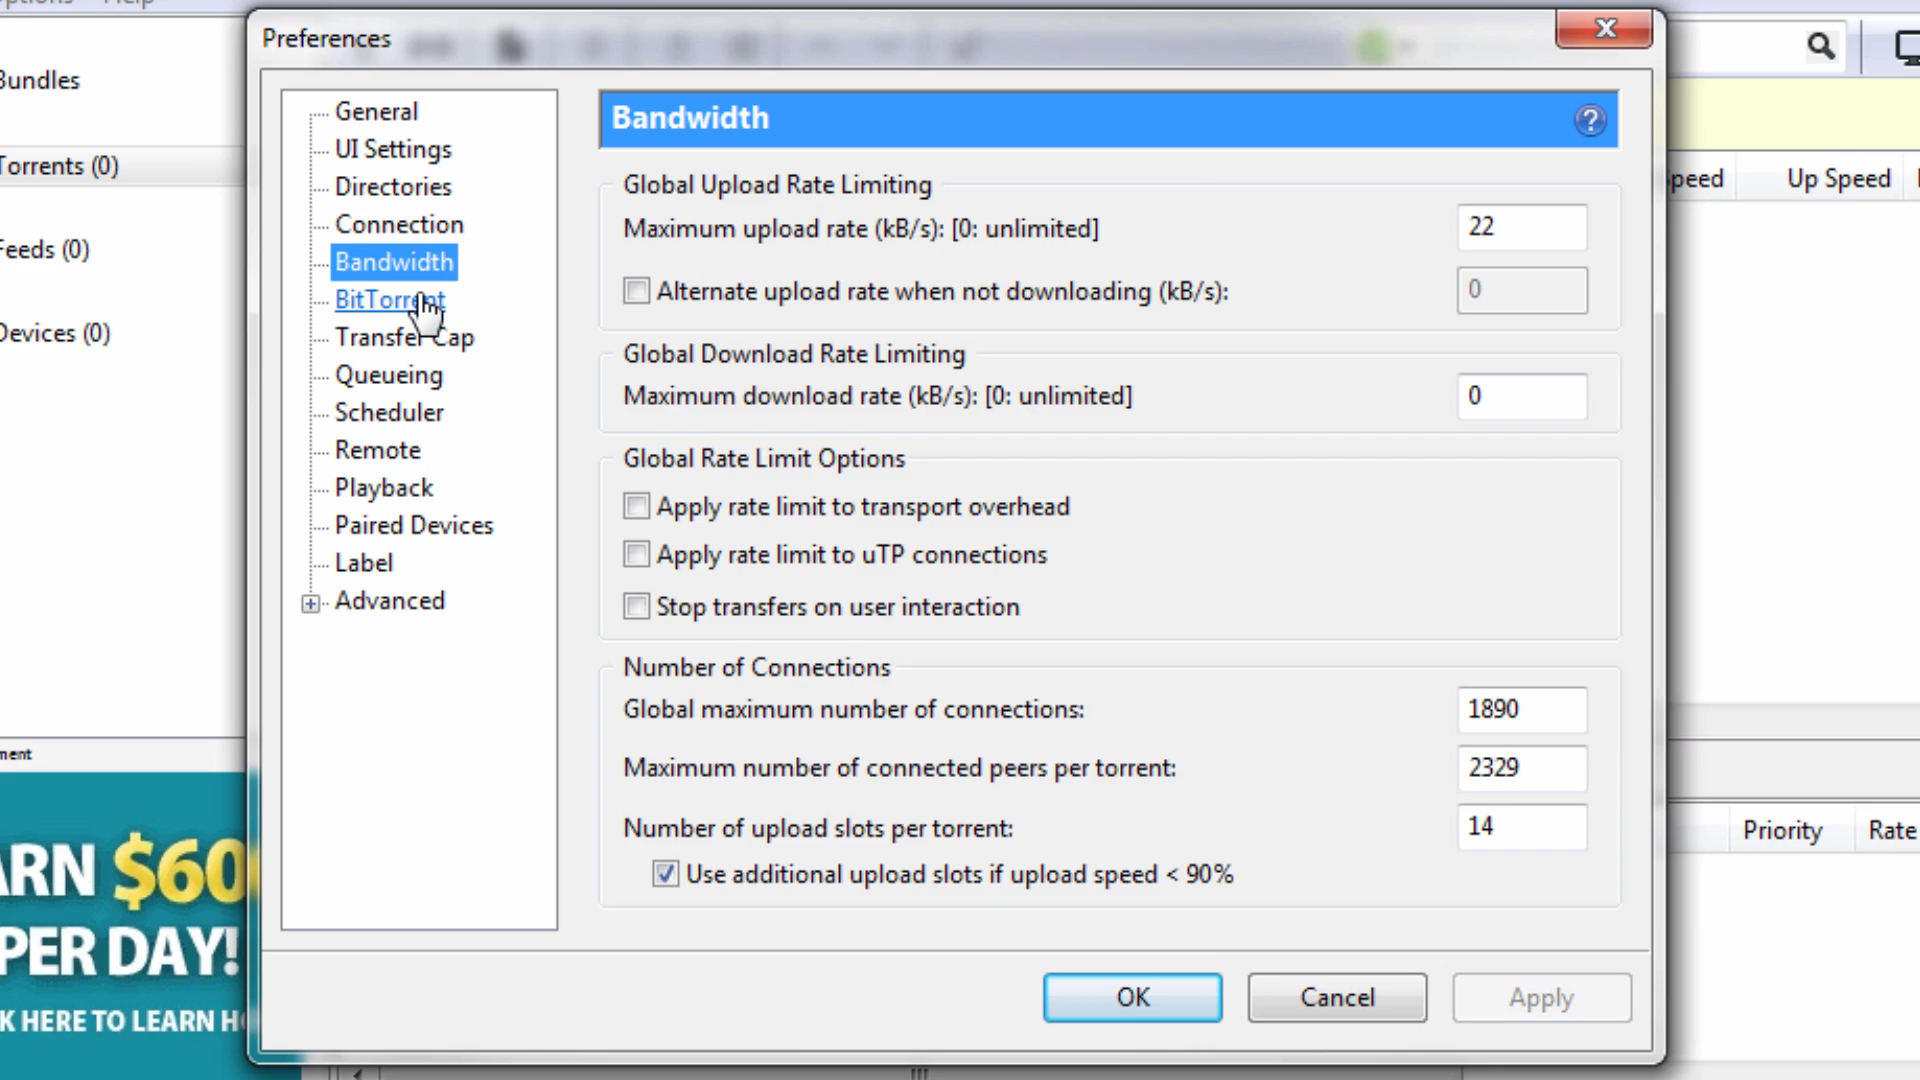 Preferences
Bundles
Torrents (0)
Feeds (0)
Devices (0)
General
UI Settings
Directories
Connection
Bandwidth
BitTorrent
Transfer Cap
Queueing
Scheduler
Remote
Playback
Paired Devices
Label
Advanced
Bandwidth
?
Global Upload Rate Limiting
Maximum upload rate (kB/s): [0: unlimited] 22
Alternate upload rate when not downloading (kB/s): 0
Global Download Rate Limiting
Maximum download rate (kB/s): [0: unlimited] 0
Global Rate Limit Options
Apply rate limit to transport overhead
Apply rate limit to uTP connections
Stop transfers on user interaction
Number of Connections
Global maximum number of connections: 1890
Maximum number of connected peers per torrent: 2329
Number of upload slots per torrent: 14
Use additional upload slots if upload speed < 90%
OK Cancel Apply
Speed Up Speed
Priority Rate
ARN $60
PER DAY!
K HERE TO LEARN